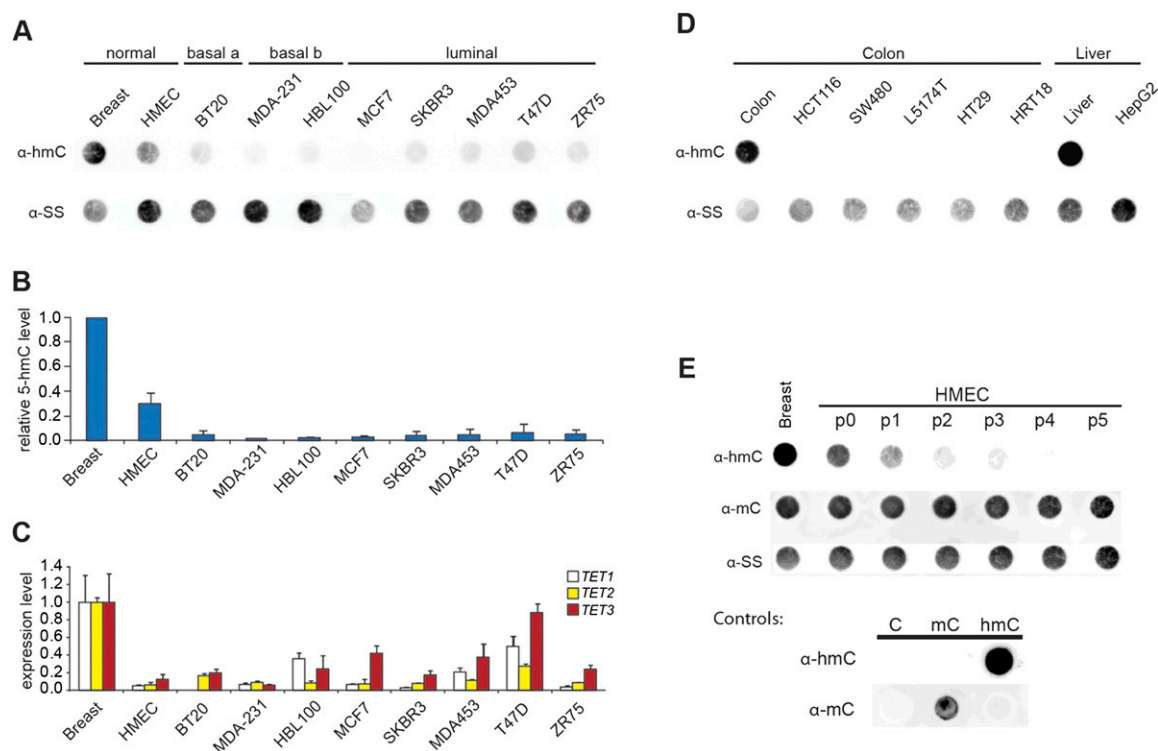 A
normal basal a basal b luminal
Breast HMEC BT20 MDA-231 HBL100 MCF7 SKBR3 MDA453 T47D ZR75
α-hmC
α-SS
B
relative 5-hmC level
1.0
0.8
0.6
0.4
0.2
0.0
Breast HMEC BT20 MDA-231 HBL100 MCF7 SKBR3 MDA453 T47D ZR75
C
expression level
1.4
1.2
1.0
0.8
0.6
0.4
0.2
0.0
TET1
TET2
TET3
Breast HMEC BT20 MDA-231 HBL100 MCF7 SKBR3 MDA453 T47D ZR75
D
Colon Liver
Colon HCT116 SW480 L5174T HT29 HRT18 Liver HepG2
α-hmC
α-SS
E
Breast HMEC
p0 p1 p2 p3 p4 p5
α-hmC
α-mC
α-SS
Controls:
C mC hmC
α-hmC
α-mC